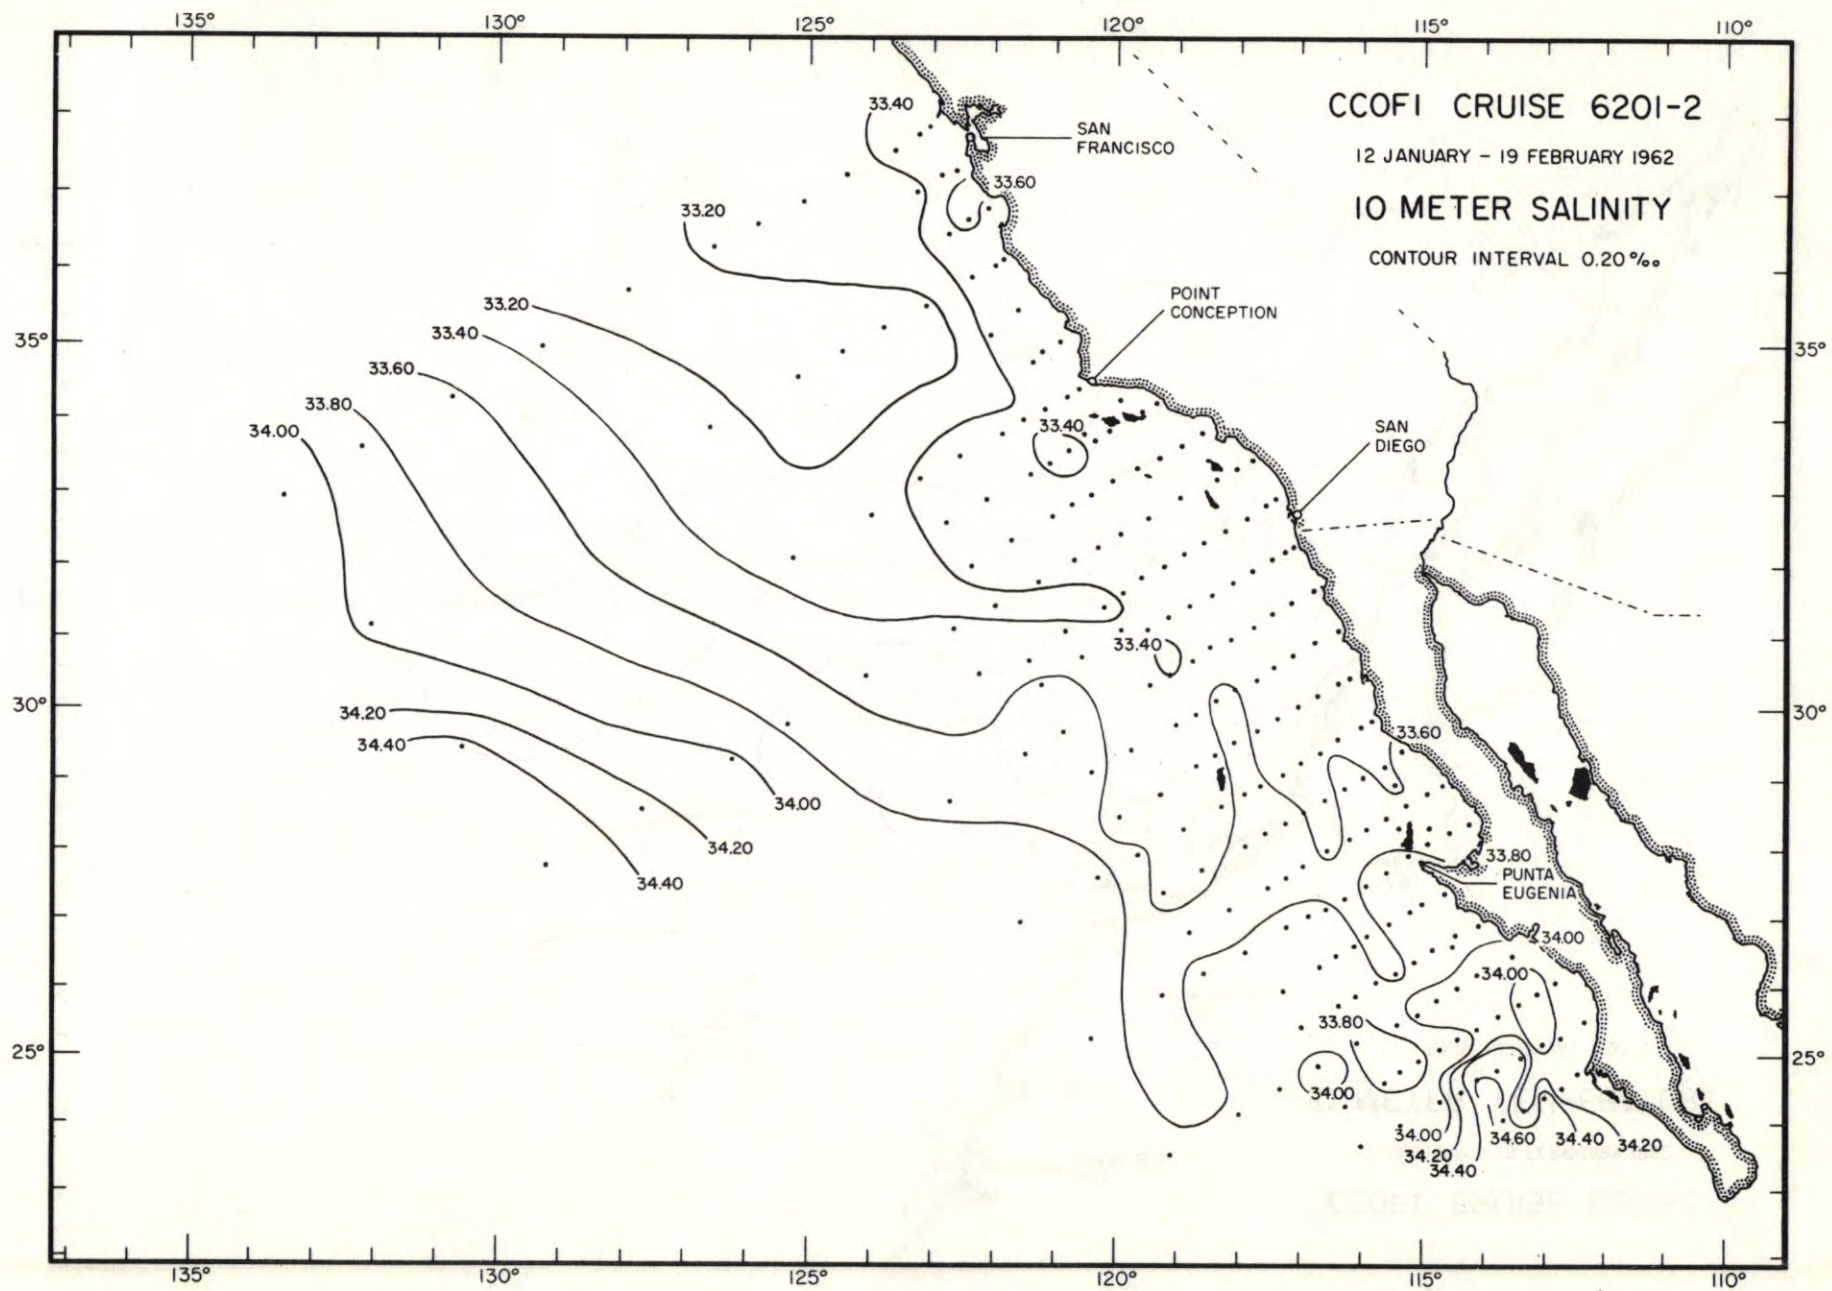 135° 130° 125° 120° 115° 110°
CCOFI CRUISE 6201-2
12 JANUARY - 19 FEBRUARY 1962
10 METER SALINITY
CONTOUR INTERVAL 0.20‰
33.40
SAN
FRANCISCO
33.60
33.20
POINT
CONCEPTION
33.20
33.40
35°
35°
33.60
33.80
34.00
33.40
SAN
DIEGO
33.40
30°
30°
34.20
34.40
33.60
34.00
34.20
34.40
33.80
PUNTA
EUGENIA
34.00
34.00
33.80
25°
25°
34.00
34.00
34.60
34.40
34.20
34.20
34.40
135° 130° 125° 120° 115° 110°